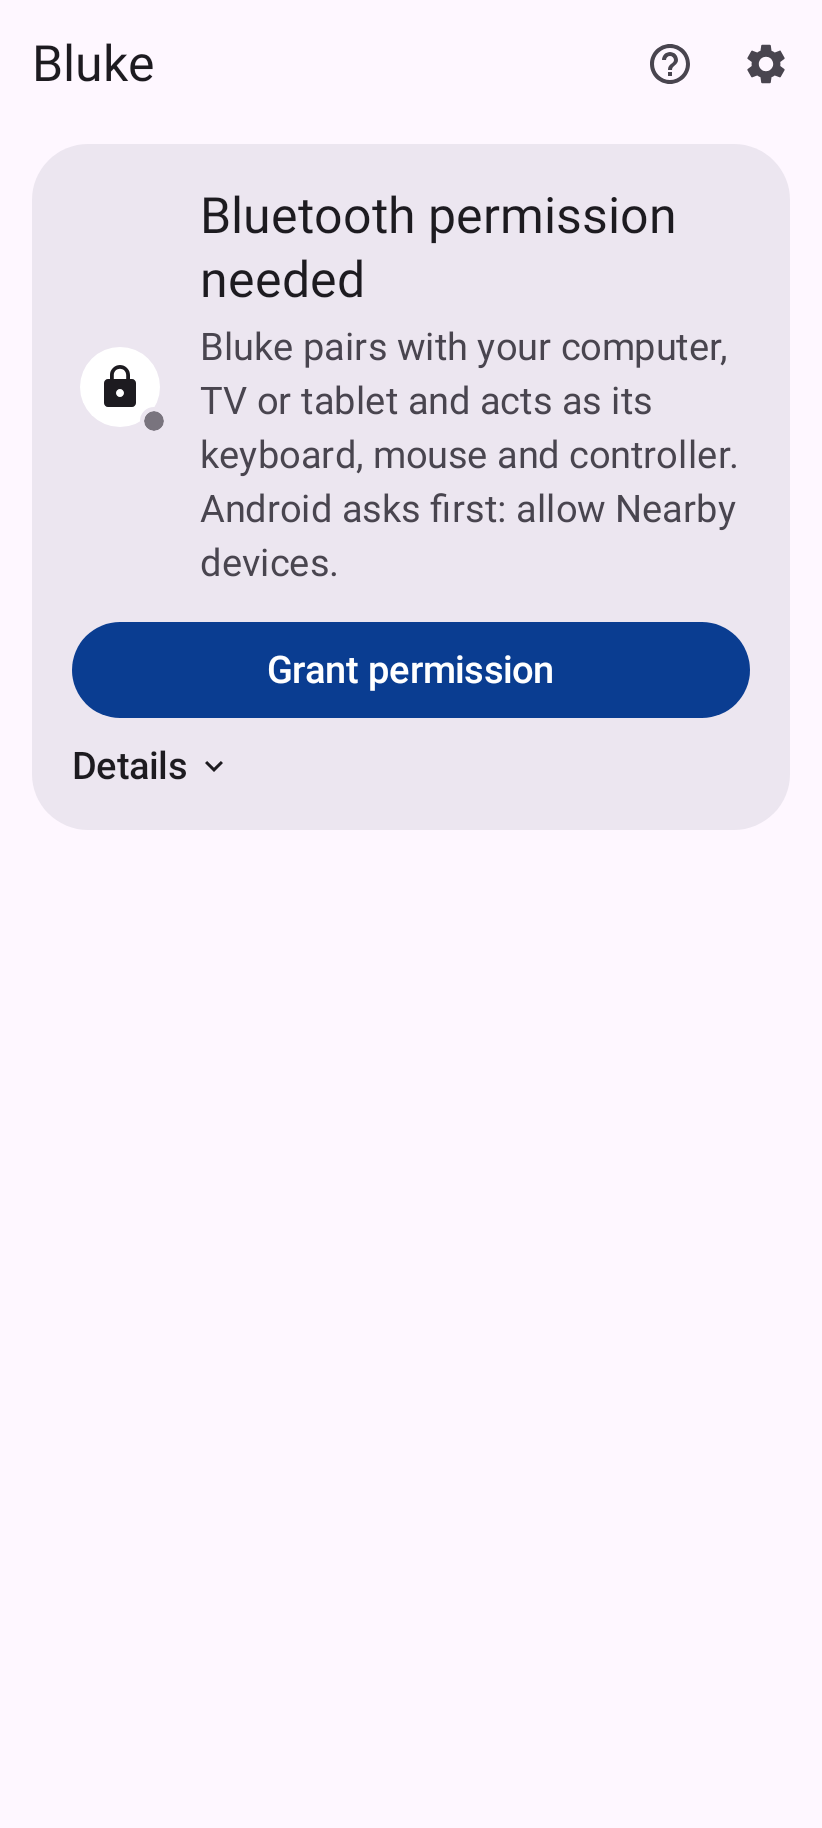 Bluke
Bluetooth permission
needed
Bluke pairs with your computer,
TV or tablet and acts as its
keyboard, mouse and controller.
Android asks first: allow Nearby
devices.
Grant permission
Details